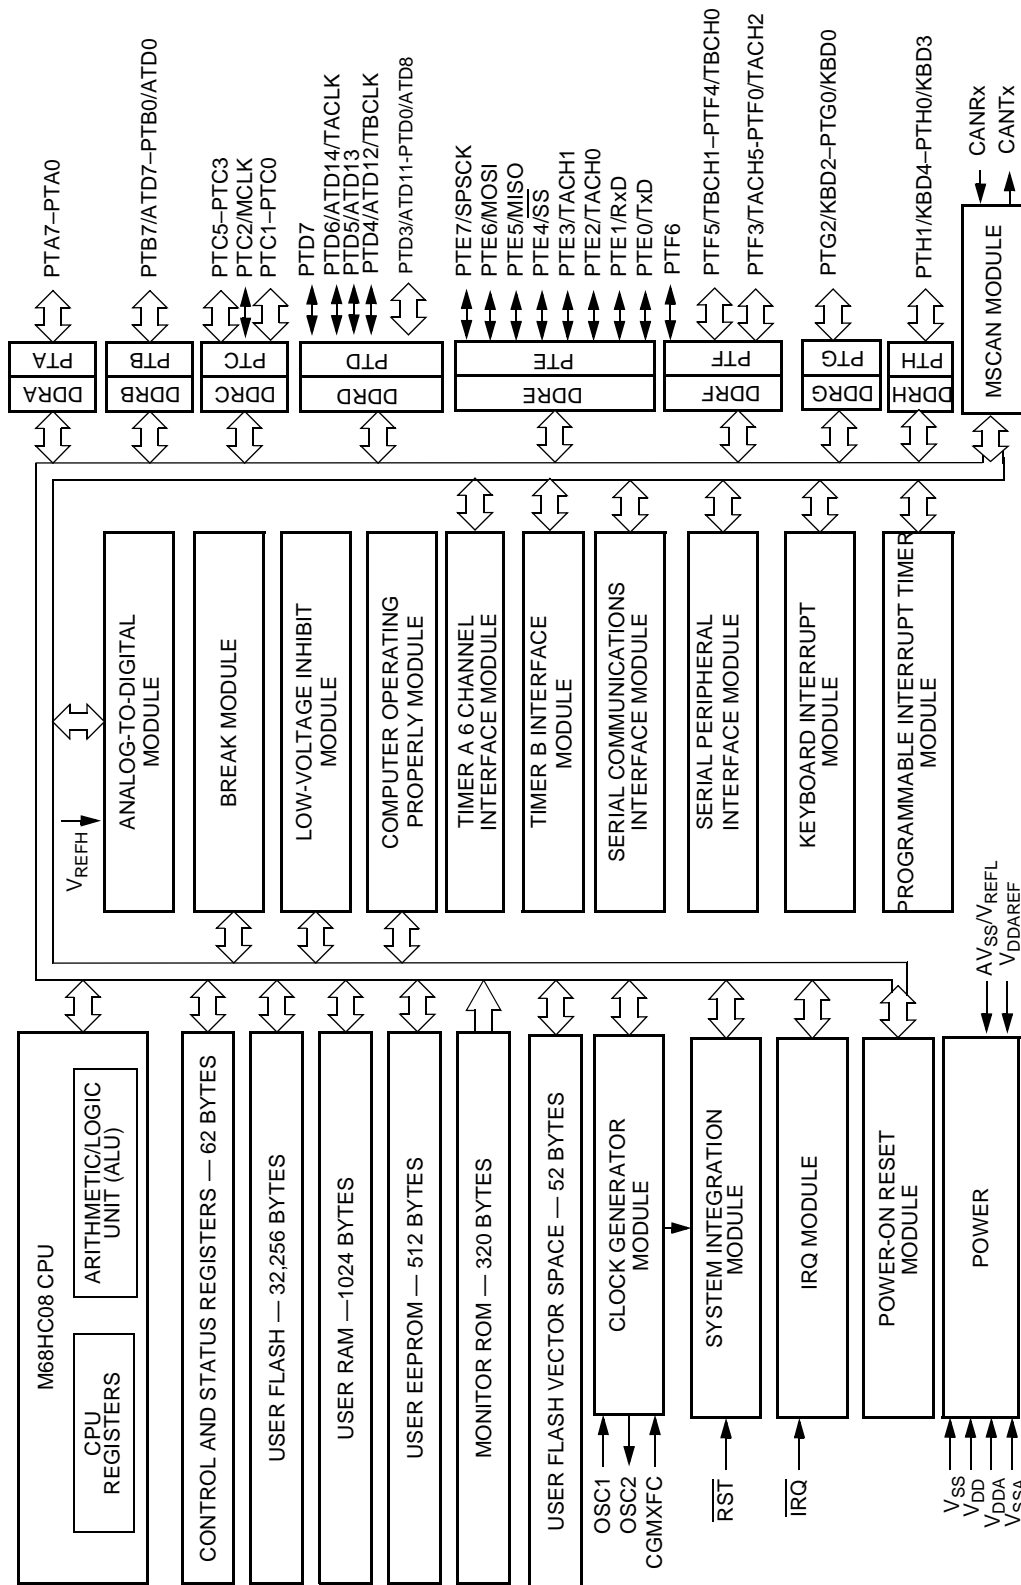 M68HC08 CPU
CPU
REGISTERS
ARITHMETIC/LOGIC
UNIT (ALU)
CONTROL AND STATUS REGISTERS — 62 BYTES
USER FLASH — 32,256 BYTES
USER RAM —1024 BYTES
USER EEPROM — 512 BYTES
MONITOR ROM — 320 BYTES
USER FLASH VECTOR SPACE — 52 BYTES
OSC1
OSC2
CGMXFC
CLOCK GENERATOR
MODULE
RST
SYSTEM INTEGRATION
MODULE
IRQ
IRQ MODULE
POWER-ON RESET
MODULE
VSS
VDD
VDDA
VSSA
POWER
AVSS/VREFL
VDDAREF
VREFH
ANALOG-TO-DIGITAL
MODULE
BREAK MODULE
LOW-VOLTAGE INHIBIT
MODULE
COMPUTER OPERATING
PROPERLY MODULE
TIMER A 6 CHANNEL
INTERFACE MODULE
TIMER B INTERFACE
MODULE
SERIAL COMMUNICATIONS
INTERFACE MODULE
SERIAL PERIPHERAL
INTERFACE MODULE
KEYBOARD INTERRUPT
MODULE
PROGRAMMABLE INTERRUPT TIMER
MODULE
DDRA
PTA
PTA7–PTA0
DDRB
PTB
PTB7/ATD7–PTB0/ATD0
DDRC
PTC
PTC5–PTC3
PTC2/MCLK
PTC1–PTC0
DDRD
PTD
PTD7
PTD6/ATD14/TACLK
PTD5/ATD13
PTD4/ATD12/TBCLK
PTD3/ATD11-PTD0/ATD8
DDRE
PTE
PTE7/SPSCK
PTE6/MOSI
PTE5/MISO
PTE4/SS
PTE3/TACH1
PTE2/TACH0
PTE1/RxD
PTE0/TxD
DDRF
PTF
PTF6
PTF5/TBCH1–PTF4/TBCH0
PTF3/TACH5-PTF0/TACH2
DDRG
PTG
PTG2/KBD2–PTG0/KBD0
DDRH
PTH
PTH1/KBD4–PTH0/KBD3
MSCAN MODULE
CANRx
CANTx